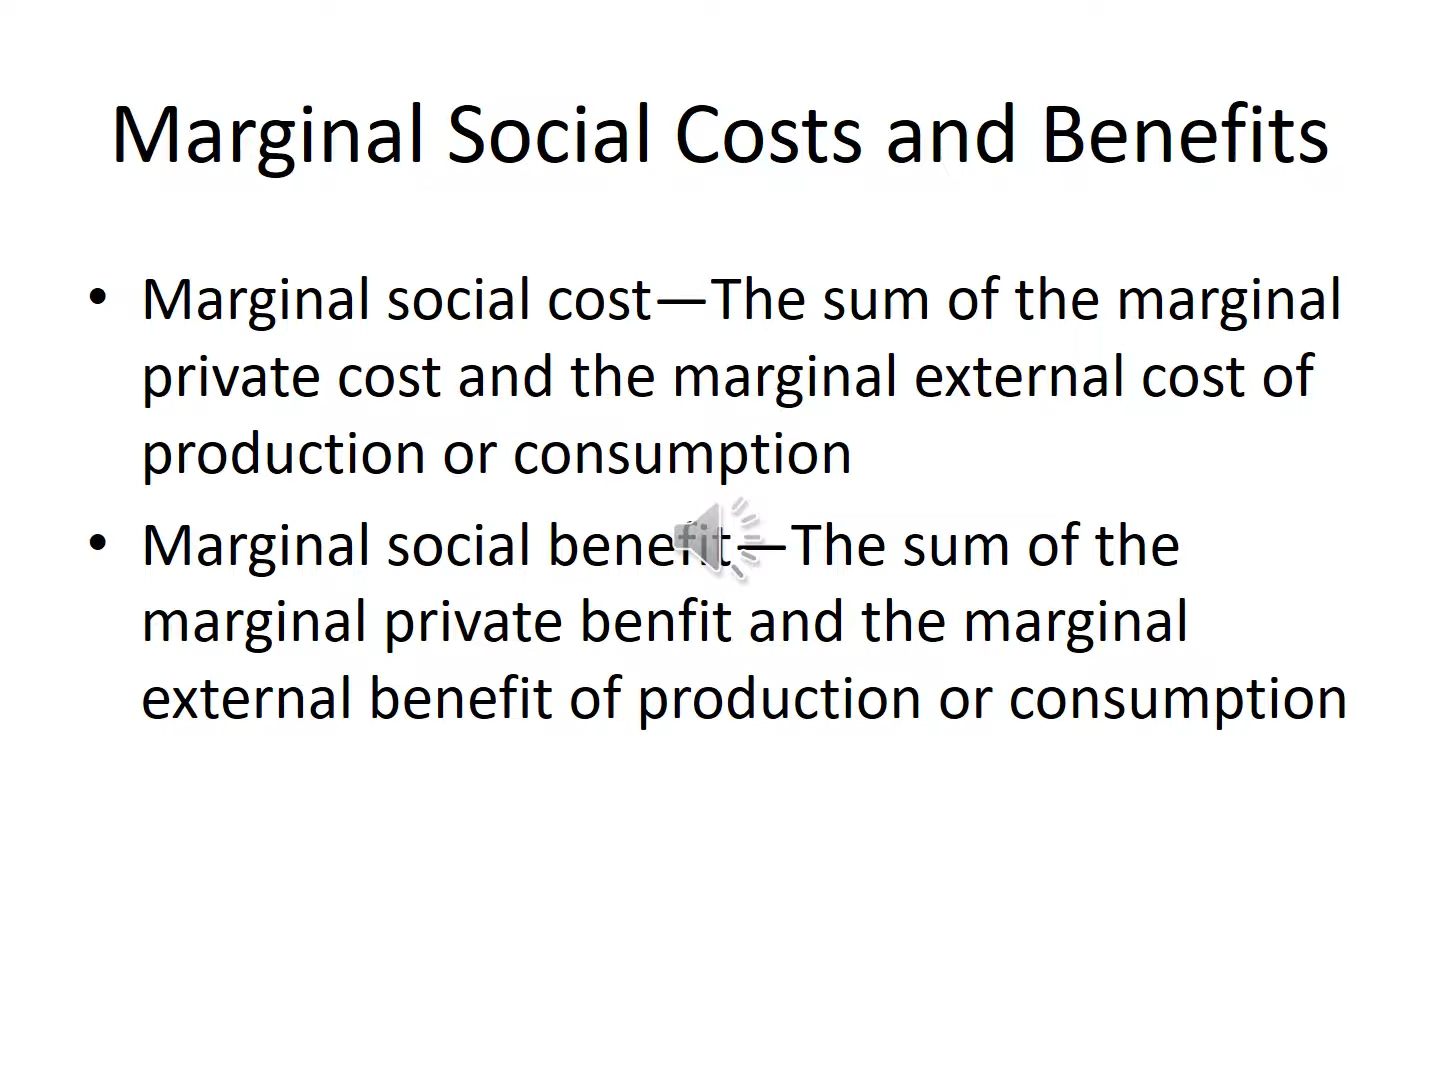 Marginal Social Costs and Benefits
• Marginal social cost—The sum of the marginal
private cost and the marginal external cost of
production or consumption
• Marginal social benefit—The sum of the
marginal private benfit and the marginal
external benefit of production or consumption